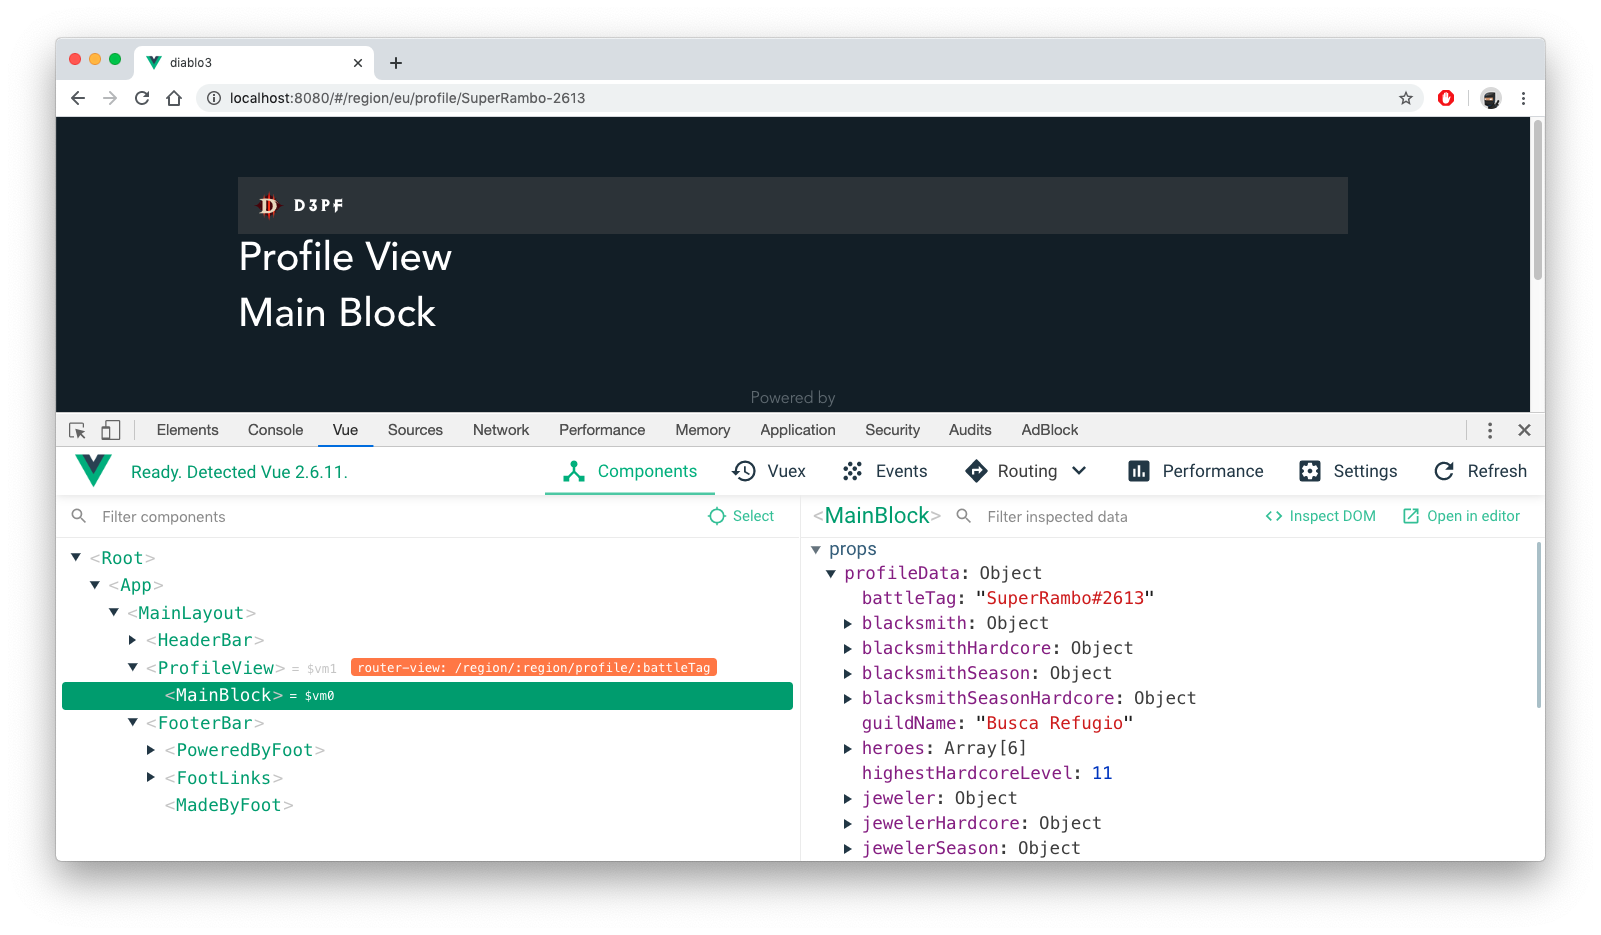 diablo3
localhost:8080/#/region/eu/profile/SuperRambo-2613
D D3PF
Profile View
Main Block
Powered by
Elements Console Vue Sources Network Performance Memory Application Security Audits AdBlock
Ready. Detected Vue 2.6.11. Components Vuex Events Routing Performance Settings Refresh
Filter components Select
<Root>
<App>
<MainLayout>
<HeaderBar>
<ProfileView> = $vm1 router-view: /region/:region/profile/:battleTag
<MainBlock> = $vm0
<FooterBar>
<PoweredByFoot>
<FootLinks>
<MadeByFoot>
<MainBlock> Filter inspected data Inspect DOM Open in editor
props
profileData: Object
battleTag: "SuperRambo#2613"
blacksmith: Object
blacksmithHardcore: Object
blacksmithSeason: Object
blacksmithSeasonHardcore: Object
guildName: "Busca Refugio"
heroes: Array[6]
highestHardcoreLevel: 11
jeweler: Object
jewelerHardcore: Object
jewelerSeason: Object